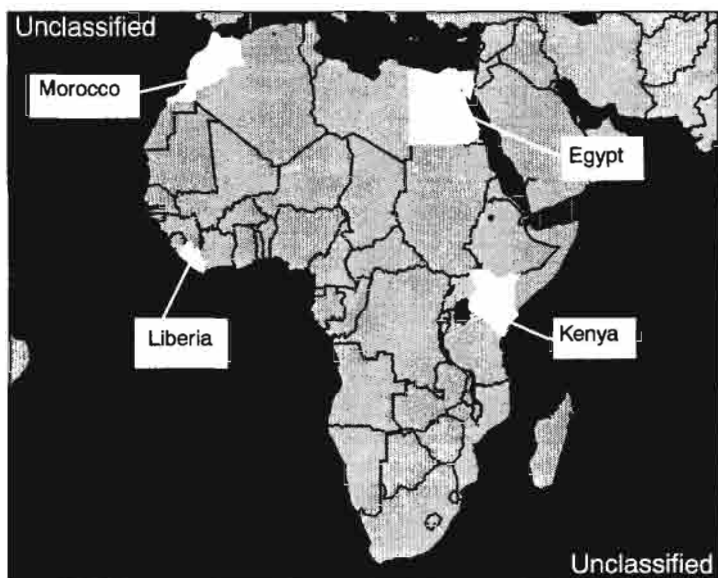 Unclassified
Morocco
Egypt
Liberia
Kenya
Unclassified